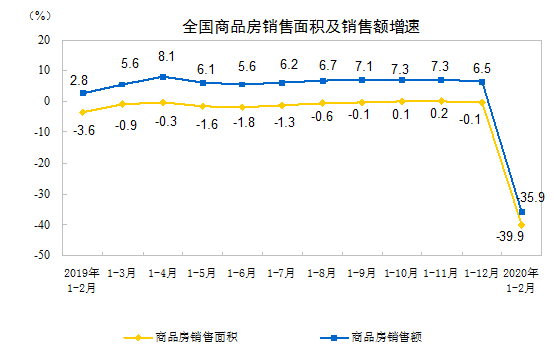 (%)
全国商品房销售面积及销售额增速
20
10
0
-10
-20
-30
-40
-50
2.8
5.6
8.1
6.1
5.6
6.2
6.7
7.1
7.3
7.3
6.5
-35.9
-3.6
-0.9
-0.3
-1.6
-1.8
-1.3
-0.6
-0.1
0.1
0.2
-0.1
-39.9
2019年
1-2月
1-3月
1-4月
1-5月
1-6月
1-7月
1-8月
1-9月
1-10月
1-11月
1-12月
2020年
1-2月
商品房销售面积
商品房销售额